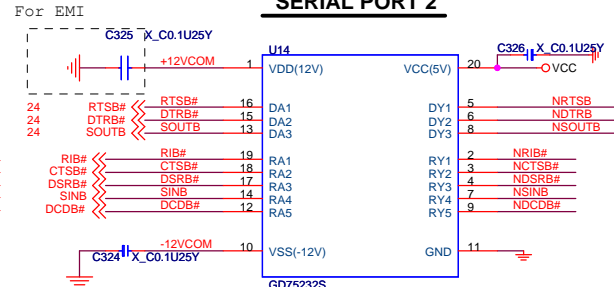 SERIAL PORT 2
For EMI
C325 X_C0.1U25Y
+12VCOM
U14
C326 X_C0.1U25Y
1 VDD(12V) VCC(5V) 20 VCC
24 RTSB# RTSB# 16 DA1 DY1 5 NRTSB
24 DTRB# DTRB# 15 DA2 DY2 6 NDTRB
24 SOUTB SOUTB 13 DA3 DY3 8 NSOUTB
RIB# RIB# 19 RA1 RY1 2 NRIB#
CTSB# CTSB# 18 RA2 RY2 3 NCTSB#
DSRB# DSRB# 17 RA3 RY3 4 NDSRB#
SINB SINB 14 RA4 RY4 7 NSINB
DCDB# DCDB# 12 RA5 RY5 9 NDCDB#
-12VCOM 10 VSS(-12V) GND 11
C324 X_C0.1U25Y
GD75232S